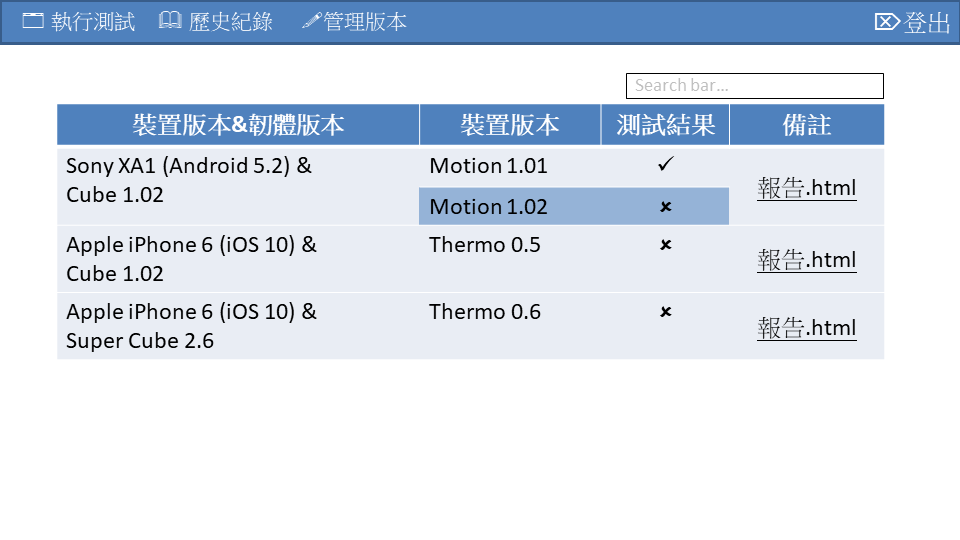 執行測試 歷史紀錄 管理版本 登出
Search bar...
裝置版本&韌體版本 裝置版本 測試結果 備註
Sony XA1 (Android 5.2) & Motion 1.01 ✓
Cube 1.02 報告.html
Motion 1.02 ✘
Apple iPhone 6 (iOS 10) & Thermo 0.5 ✘
Cube 1.02 報告.html
Apple iPhone 6 (iOS 10) & Thermo 0.6 ✘
Super Cube 2.6 報告.html